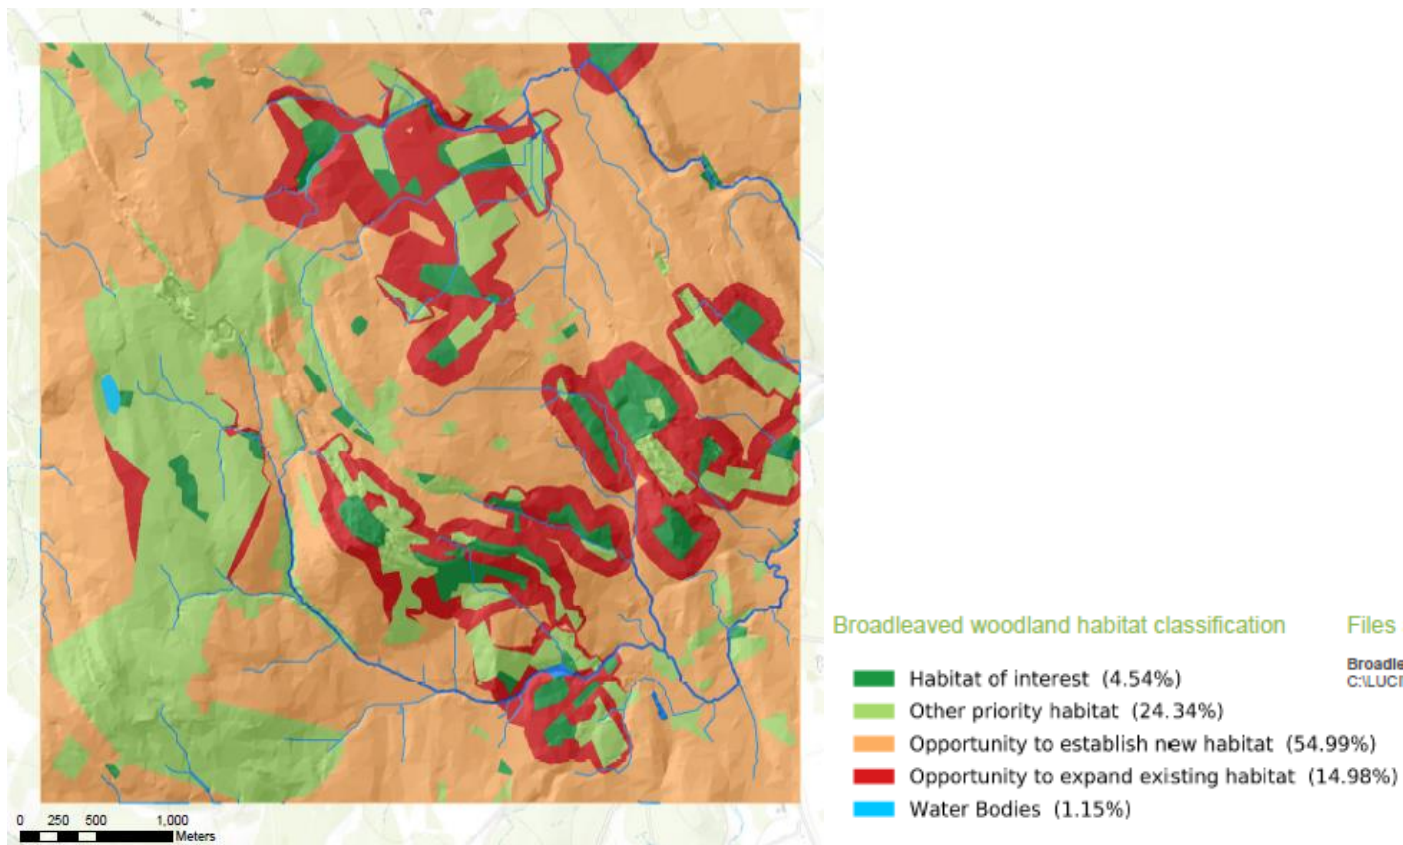 0 250 500 1,000
Meters
Broadleaved woodland habitat classification
Files
Habitat of interest (4.54%)
Other priority habitat (24.34%)
Opportunity to establish new habitat (54.99%)
Opportunity to expand existing habitat (14.98%)
Water Bodies (1.15%)
Broadle
C:\LUCI